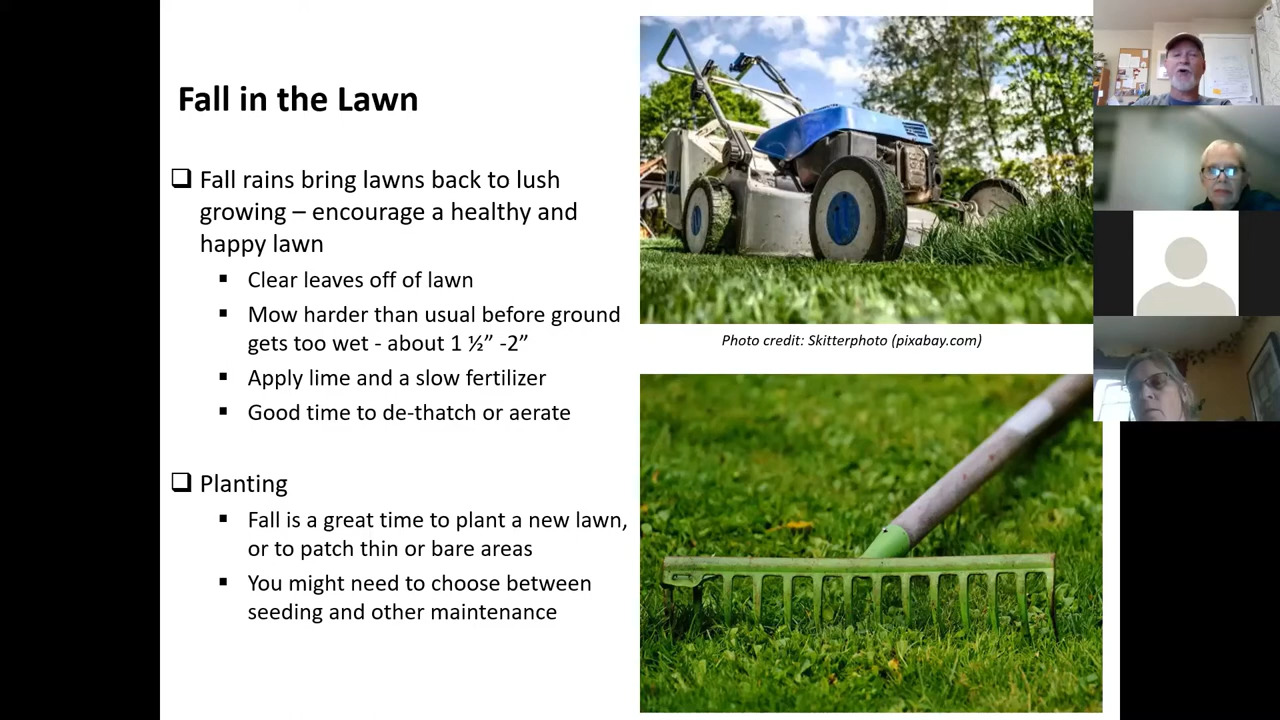 Fall in the Lawn
❑ Fall rains bring lawns back to lush
growing – encourage a healthy and
happy lawn
▪ Clear leaves off of lawn
▪ Mow harder than usual before ground
gets too wet - about 1 ½” -2”
▪ Apply lime and a slow fertilizer
▪ Good time to de-thatch or aerate
❑ Planting
▪ Fall is a great time to plant a new lawn,
or to patch thin or bare areas
▪ You might need to choose between
seeding and other maintenance
Photo credit: Skitterphoto (pixabay.com)